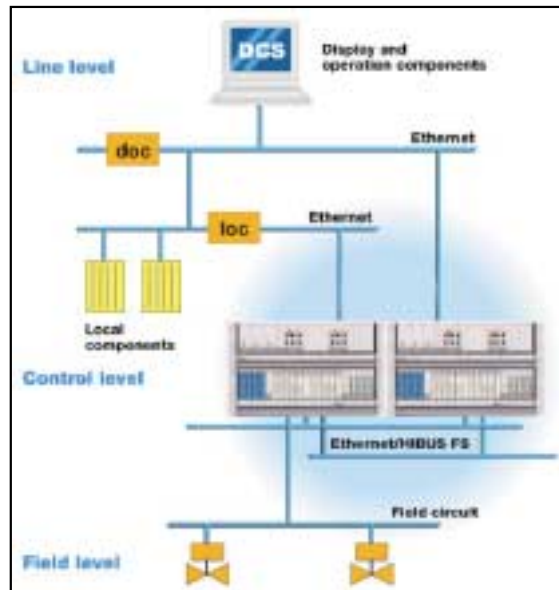 DCS
Display and
operation components
Line level
Ethernet
doc
Ethernet
loc
Local
components
Control level
Ethernet/HIBUS FS
Field circuit
Field level